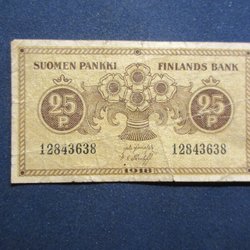 SUOMEN PANKKI FINLANDS BANK
25 P 25 P
12843638 12843638
1918